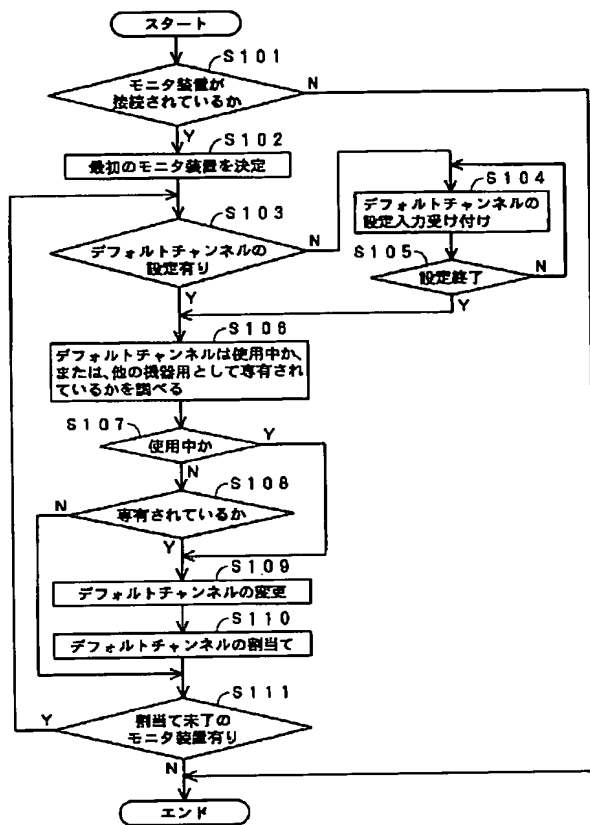 スタート
S101
モニタ装置が
接続されているか
N
Y
S102
最初のモニタ装置を決定
S103
デフォルトチャンネルの
設定有り
N
Y
S104
デフォルトチャンネルの
設定入力受け付け
S105
設定終了
N
Y
S106
デフォルトチャンネルは使用中か、
または、他の機器用として専有され
ているかを調べる
S107
使用中か
Y
N
S108
専有されているか
N
Y
S109
デフォルトチャンネルの変更
S110
デフォルトチャンネルの割当て
S111
割当て未了の
モニタ装置有り
Y
N
エンド